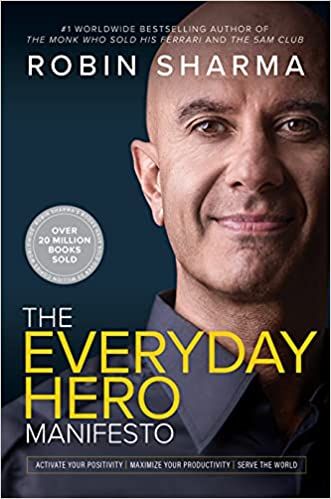 #1 WORLDWIDE BESTSELLING AUTHOR OF
THE MONK WHO SOLD HIS FERRARI AND THE 5AM CLUB
ROBIN SHARMA
OVER
20 MILLION
BOOKS
SOLD
THE
EVERYDAY
HERO
MANIFESTO
ACTIVATE YOUR POSITIVITY | MAXIMIZE YOUR PRODUCTIVITY | SERVE THE WORLD